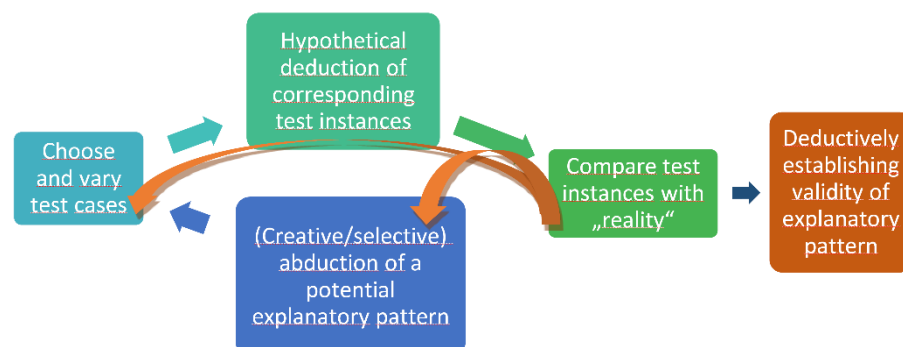 Hypothetical
deduction of
corresponding
test instances
Choose
and vary
test cases
Compare test
instances with
„reality“
Deductively
establishing
validity of
explanatory
pattern
(Creative/selective)
abduction of a
potential
explanatory pattern